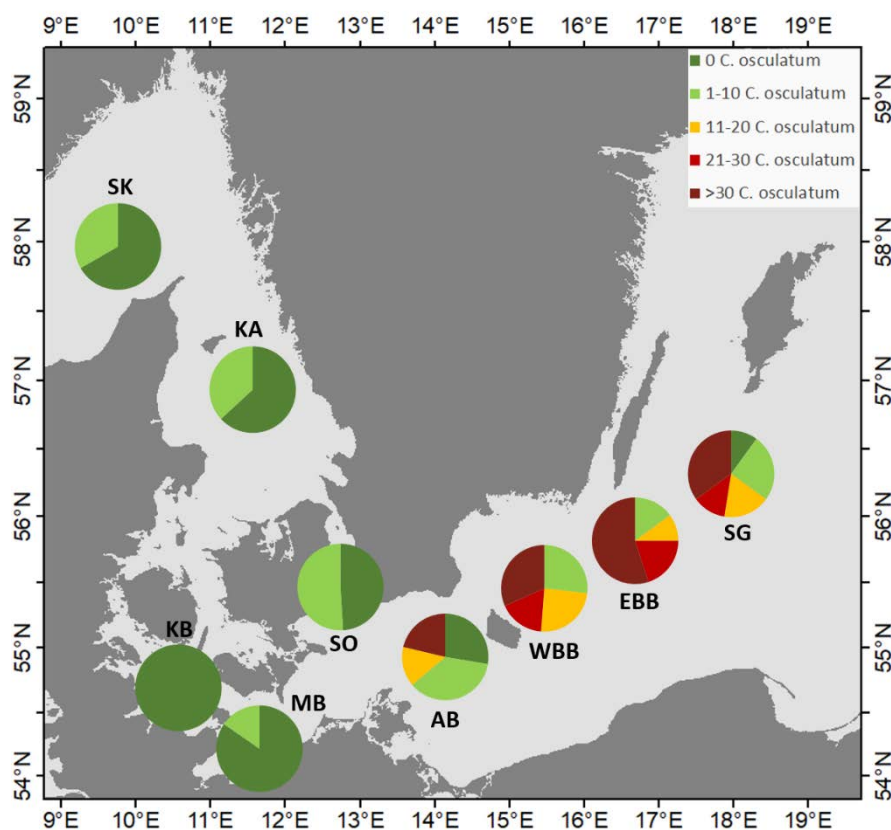 9°E 10°E 11°E 12°E 13°E 14°E 15°E 16°E 17°E 18°E 19°E
0 C. osculatum
1-10 C. osculatum
11-20 C. osculatum
21-30 C. osculatum
>30 C. osculatum
59°N 59°N
SK
58°N 58°N
KA
57°N 57°N
SG
56°N 56°N
EBB
SO
WBB
KB
55°N 55°N
MB
AB
54°N 54°N
9°E 10°E 11°E 12°E 13°E 14°E 15°E 16°E 17°E 18°E 19°E